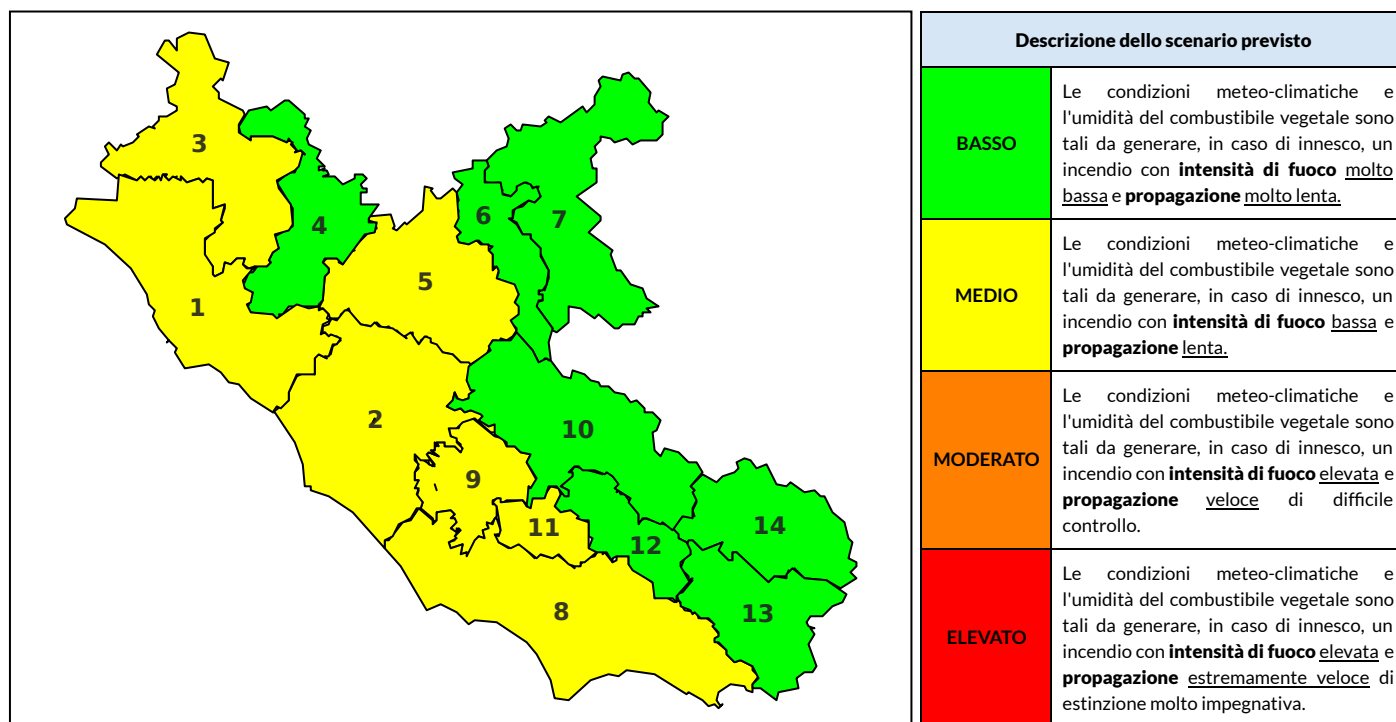 3
4
6
7
5
1
2
10
9
11
12
14
8
13
Descrizione dello scenario previsto
BASSO
Le condizioni meteo-climatiche e
l'umidità del combustibile vegetale sono
tali da generare, in caso di innesco, un
incendio con intensità di fuoco molto
bassa e propagazione molto lenta.
MEDIO
Le condizioni meteo-climatiche e
l'umidità del combustibile vegetale sono
tali da generare, in caso di innesco, un
incendio con intensità di fuoco bassa e
propagazione lenta.
MODERATO
Le condizioni meteo-climatiche e
l'umidità del combustibile vegetale sono
tali da generare, in caso di innesco, un
incendio con intensità di fuoco elevata e
propagazione veloce di difficile
controllo.
ELEVATO
Le condizioni meteo-climatiche e
l'umidità del combustibile vegetale sono
tali da generare, in caso di innesco, un
incendio con intensità di fuoco elevata e
propagazione estremamente veloce di
estinzione molto impegnativa.